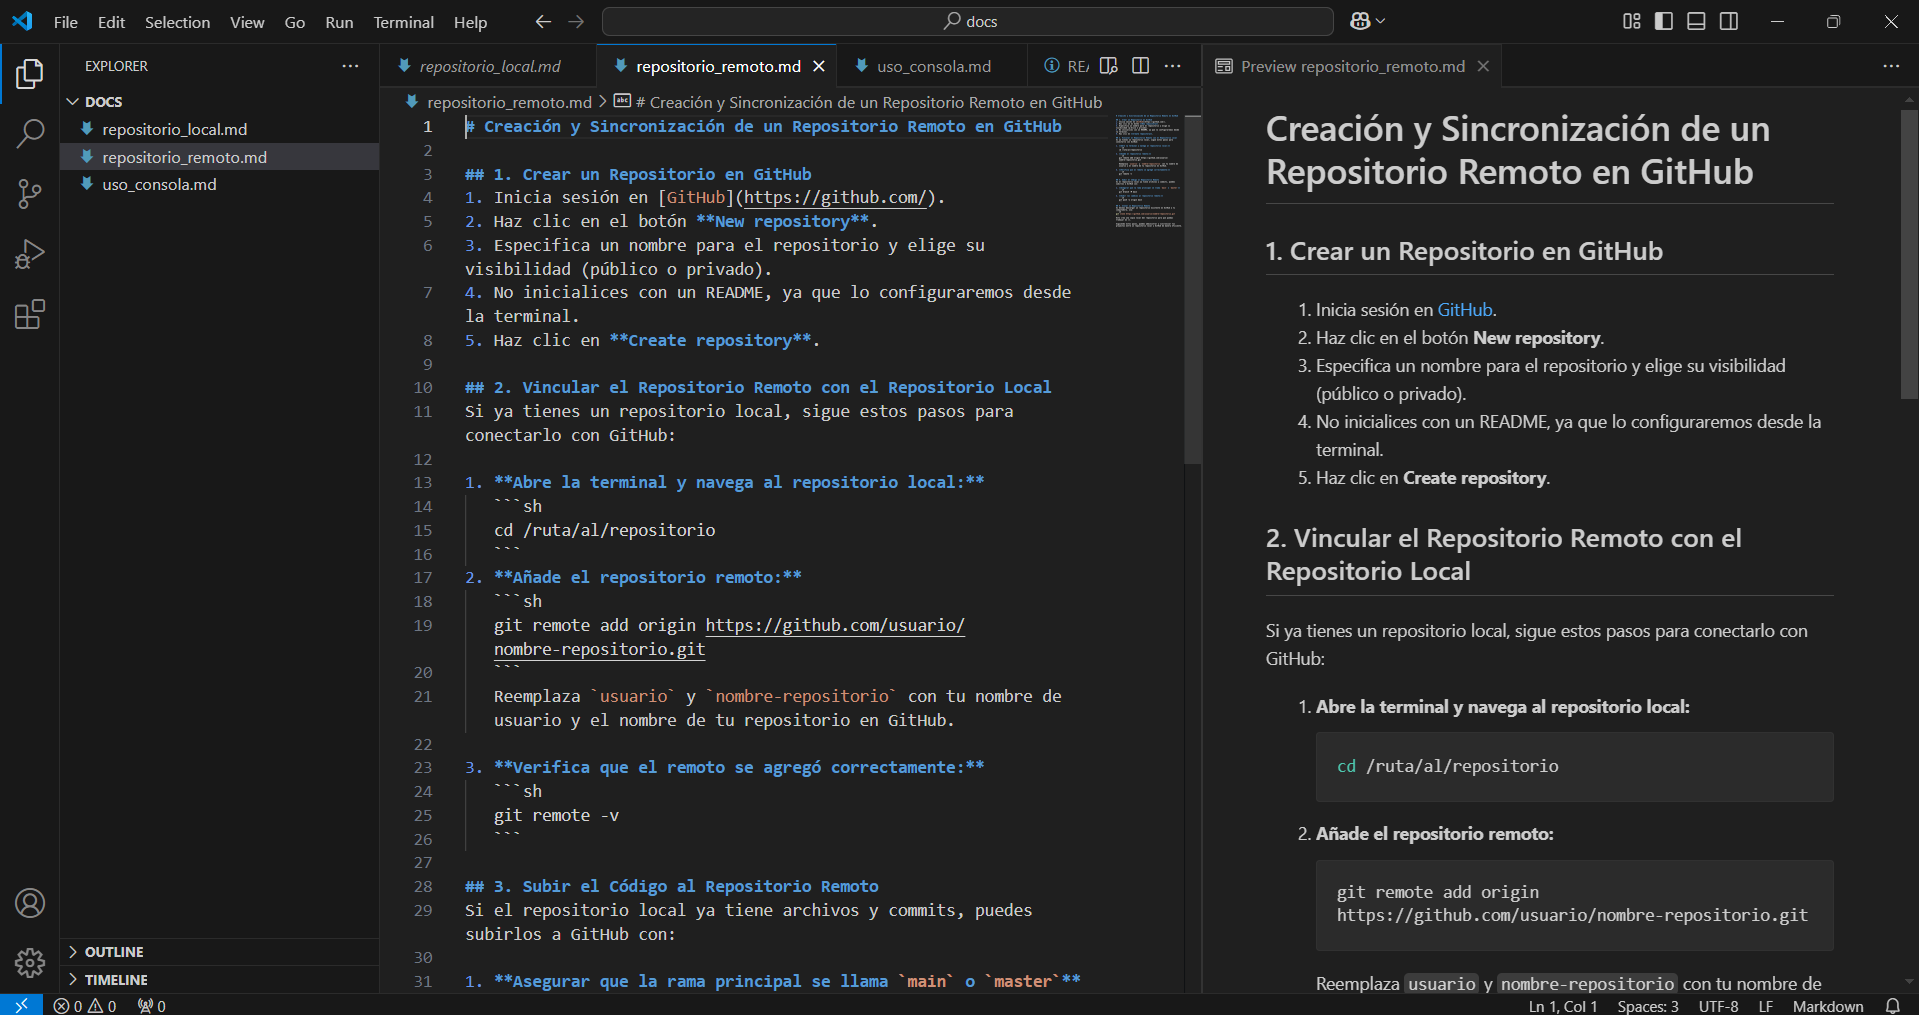 File Edit Selection View Go Run Terminal Help
docs
EXPLORER
DOCS
repositorio_local.md
repositorio_remoto.md
uso_consola.md
OUTLINE
TIMELINE
repositorio_local.md
repositorio_remoto.md
uso_consola.md
REA
repositorio_remoto.md > # Creación y Sincronización de un Repositorio Remoto en GitHub
1 # Creación y Sincronización de un Repositorio Remoto en GitHub
2
3 ## 1. Crear un Repositorio en GitHub
4 1. Inicia sesión en [GitHub](https://github.com/).
5 2. Haz clic en el botón **New repository**.
6 3. Especifica un nombre para el repositorio y elige su
visibilidad (público o privado).
7 4. No inicialices con un README, ya que lo configuraremos desde
la terminal.
8 5. Haz clic en **Create repository**.
9
10 ## 2. Vincular el Repositorio Remoto con el Repositorio Local
11 Si ya tienes un repositorio local, sigue estos pasos para
conectarlo con GitHub:
12
13 1. **Abre la terminal y navega al repositorio local:**
14 ```sh
15 cd /ruta/al/repositorio
16 ```
17 2. **Añade el repositorio remoto:**
18 ```sh
19 git remote add origin https://github.com/usuario/
nombre-repositorio.git
20 ```
21 Reemplaza `usuario` y `nombre-repositorio` con tu nombre de
usuario y el nombre de tu repositorio en GitHub.
22
23 3. **Verifica que el remoto se agregó correctamente:**
24 ```sh
25 git remote -v
26 ```
27
28 ## 3. Subir el Código al Repositorio Remoto
29 Si el repositorio local ya tiene archivos y commits, puedes
subirlos a GitHub con:
30
31 1. **Asegurar que la rama principal se llama `main` o `master`**
Preview repositorio_remoto.md
Creación y Sincronización de un
Repositorio Remoto en GitHub
1. Crear un Repositorio en GitHub
1. Inicia sesión en GitHub.
2. Haz clic en el botón New repository.
3. Especifica un nombre para el repositorio y elige su visibilidad
(público o privado).
4. No inicialices con un README, ya que lo configuraremos desde la
terminal.
5. Haz clic en Create repository.
2. Vincular el Repositorio Remoto con el
Repositorio Local
Si ya tienes un repositorio local, sigue estos pasos para conectarlo con
GitHub:
1. Abre la terminal y navega al repositorio local:
cd /ruta/al/repositorio
2. Añade el repositorio remoto:
git remote add origin
https://github.com/usuario/nombre-repositorio.git
Reemplaza usuario y nombre-repositorio con tu nombre de
0 0 0
Ln 1, Col 1 Spaces: 3 UTF-8 LF Markdown